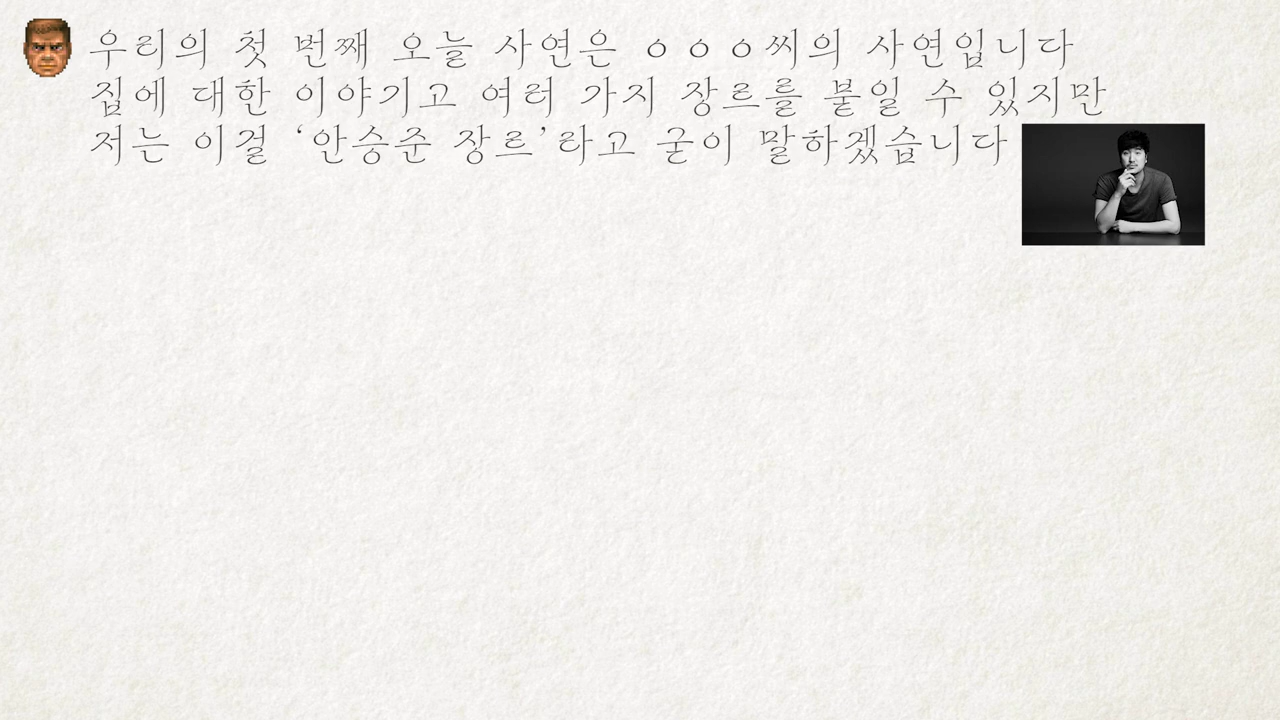 우리의 첫 번째 오늘 사연은 ㅇㅇㅇ씨의 사연입니다
집에 대한 이야기고 여러 가지 장르를 붙일 수 있지만
저는 이걸 ‘안승준 장르’라고 굳이 말하겠습니다